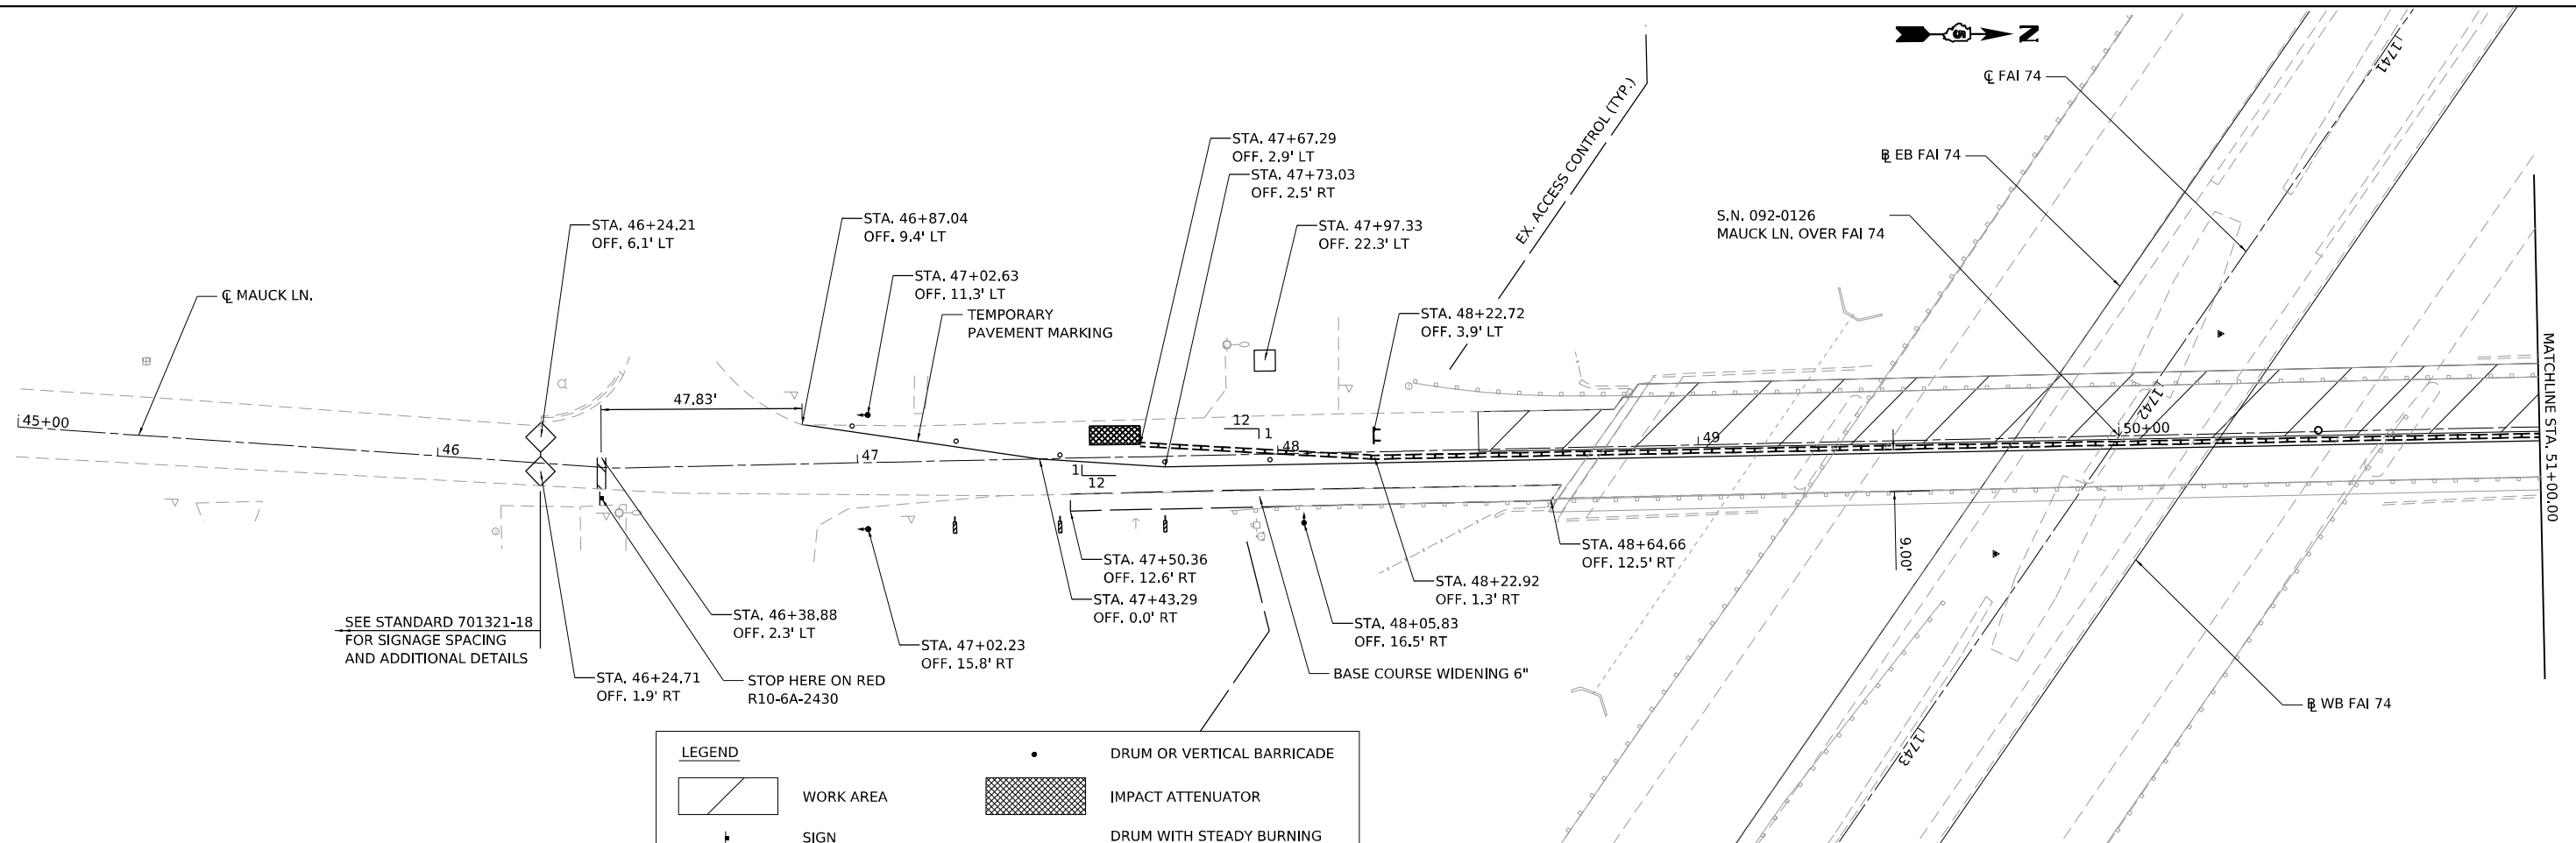 N
℄ FAI 74
1741
STA. 47+67.29
OFF. 2.9' LT
STA. 47+73.03
OFF. 2.5' RT
EX. ACCESS CONTROL (TYP.)
BL EB FAI 74
STA. 46+24.21
OFF. 6.1' LT
STA. 46+87.04
OFF. 9.4' LT
STA. 47+97.33
OFF. 22.3' LT
S.N. 092-0126
MAUCK LN. OVER FAI 74
℄ MAUCK LN.
STA. 47+02.63
OFF. 11.3' LT
TEMPORARY
PAVEMENT MARKING
STA. 48+22.72
OFF. 3.9' LT
MATCHLINE STA. 51+00.00
47.83'
45+00
46
47
12
1
48
49
1742
50+00
1
12
9.00'
STA. 47+50.36
OFF. 12.6' RT
STA. 47+43.29
OFF. 0.0' RT
STA. 48+64.66
OFF. 12.5' RT
STA. 48+22.92
OFF. 1.3' RT
SEE STANDARD 701321-18
FOR SIGNAGE SPACING
AND ADDITIONAL DETAILS
STA. 46+38.88
OFF. 2.3' LT
STA. 47+02.23
OFF. 15.8' RT
STA. 48+05.83
OFF. 16.5' RT
STA. 46+24.71
OFF. 1.9' RT
STOP HERE ON RED
R10-6A-2430
BASE COURSE WIDENING 6"
BL WB FAI 74
1743
LEGEND
DRUM OR VERTICAL BARRICADE
WORK AREA
IMPACT ATTENUATOR
SIGN
DRUM WITH STEADY BURNING